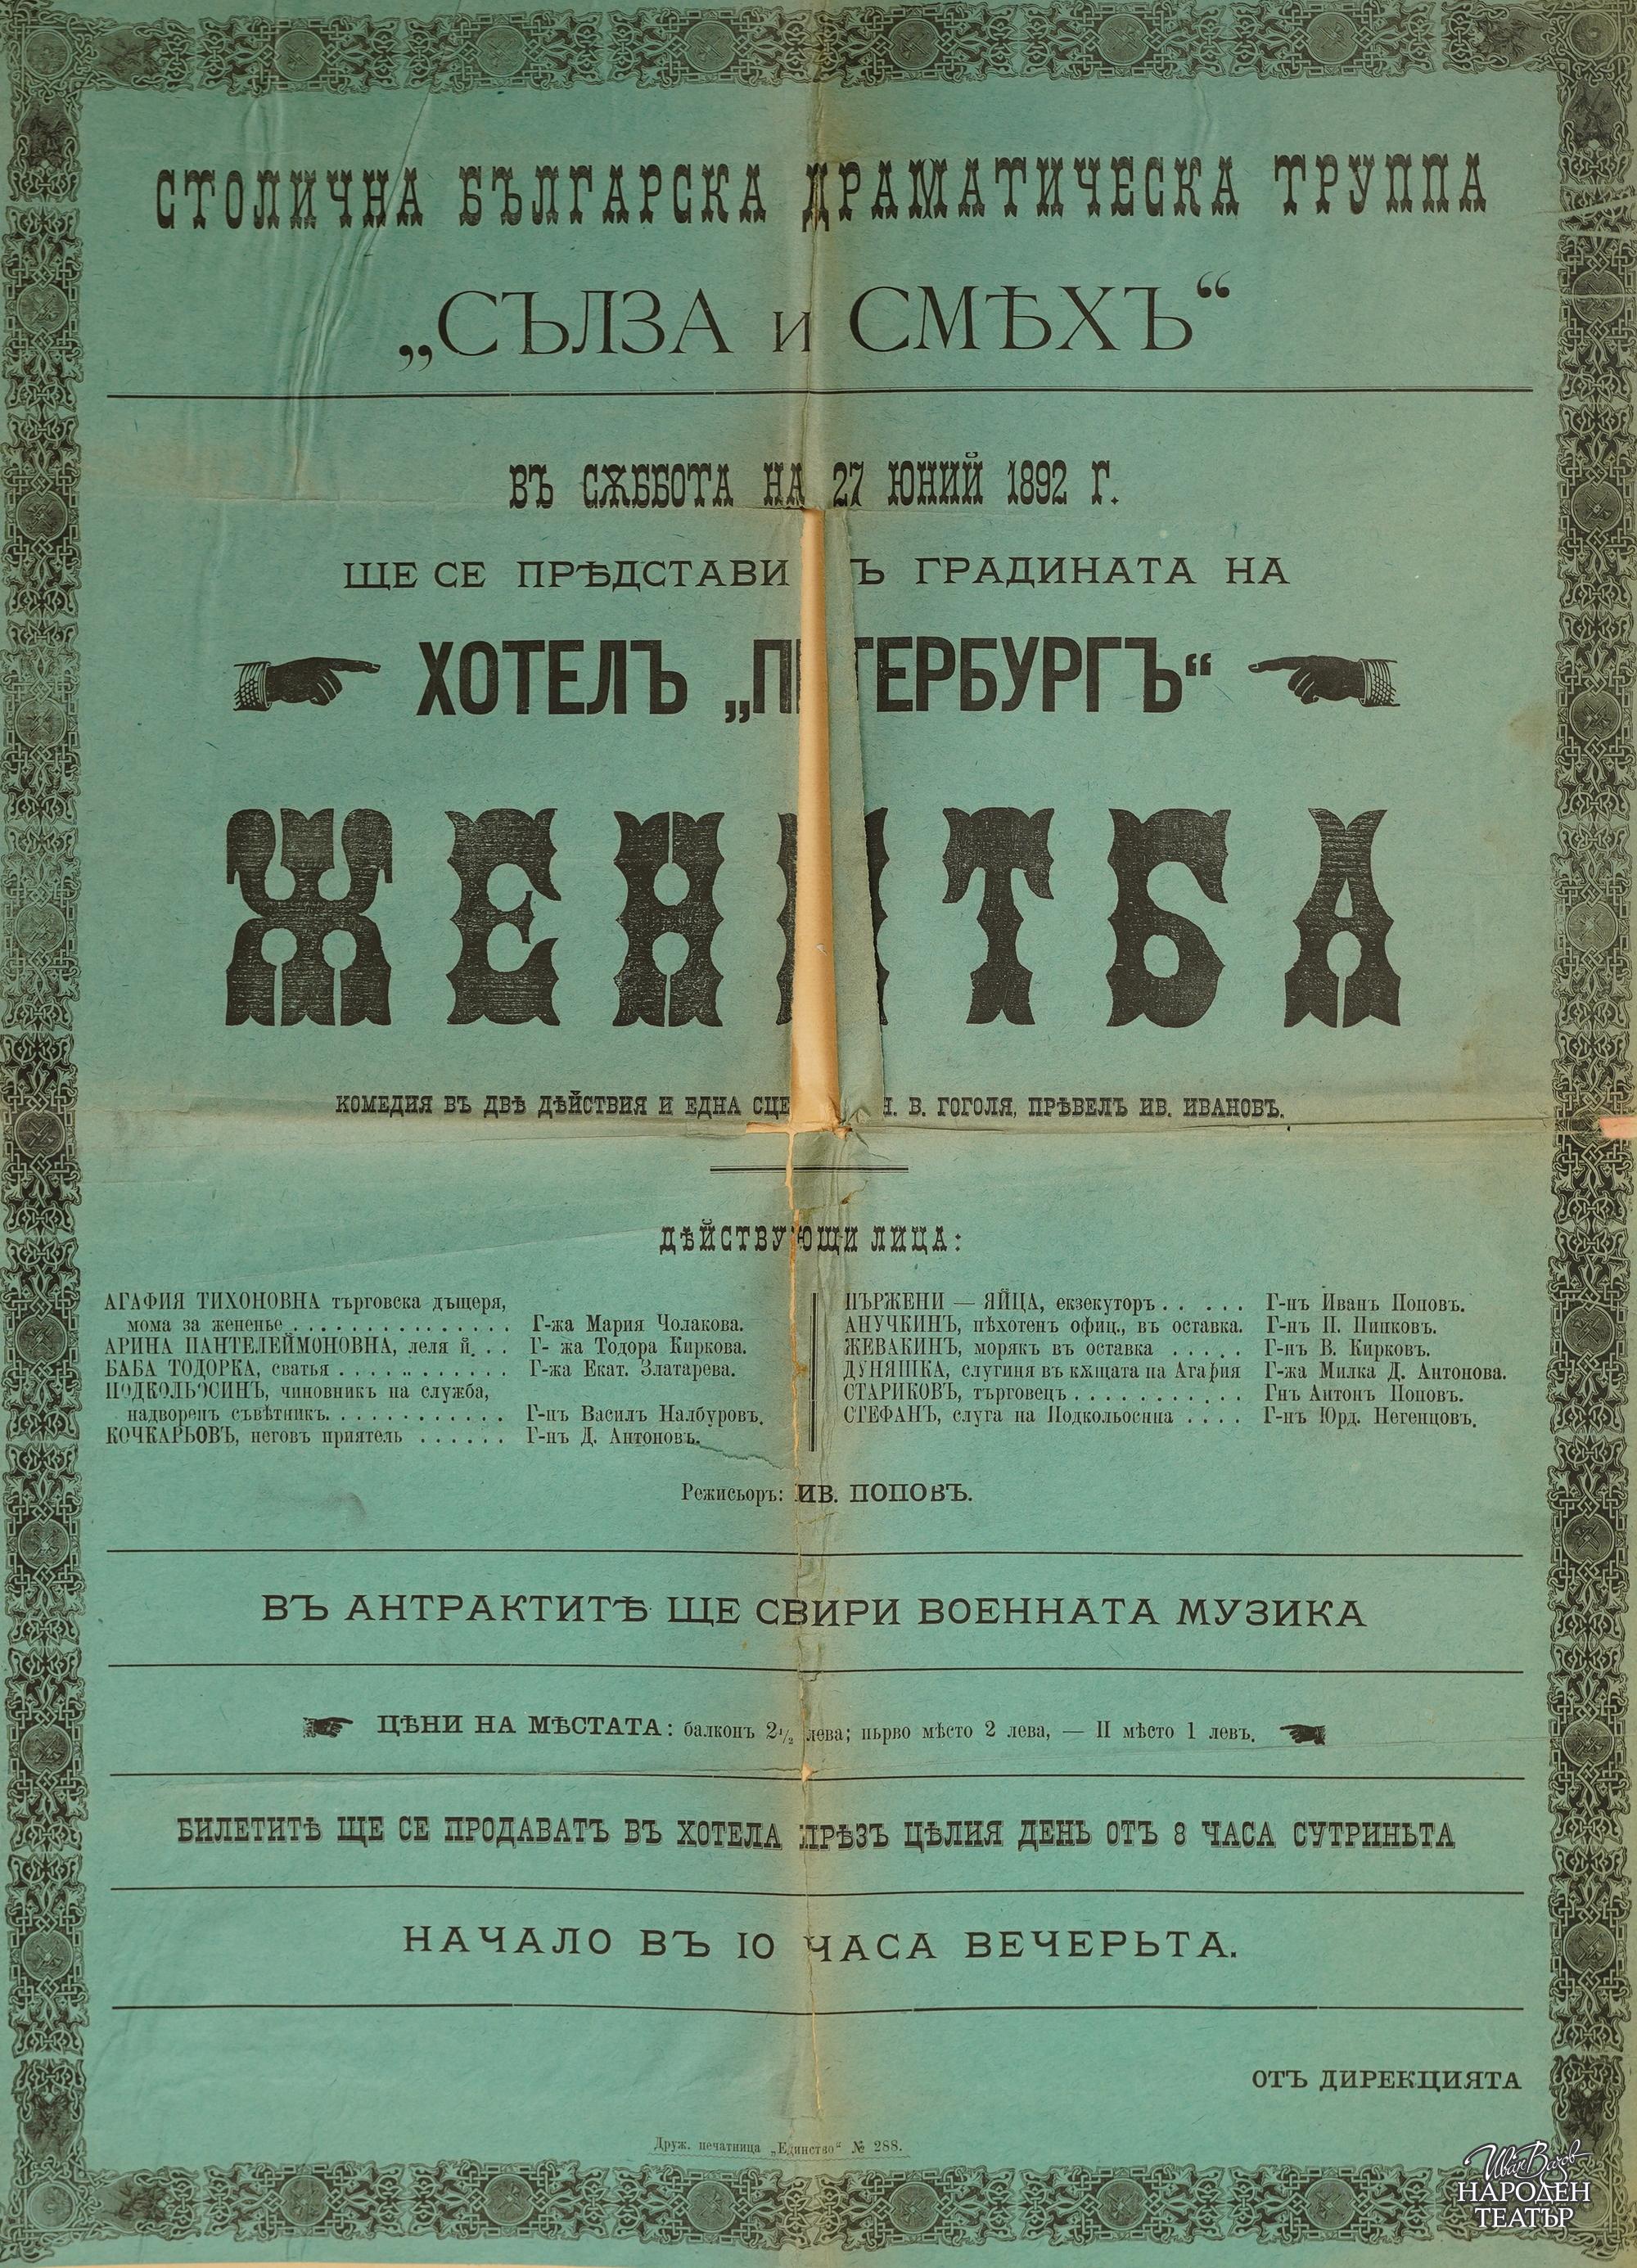 СТОЛИЧНА БЪЛГАРСКА ДРАМАТИЧЕСКА ТРУППА
„СЪЛЗА и СМѢХЪ“
ВЪ СѪББОТА НА 27 ЮНИЙ 1892 Г.
ЩЕ СЕ ПРѢДСТАВИ Ъ ГРАДИНАТА НА
ХОТЕЛЪ „ПЕТЕРБУРГЪ“
ЖЕНИТБА
КОМЕДИЯ ВЪ ДВѢ ДѢЙСТВИЯ И ЕДНА СЦЕ Н. В. ГОГОЛЯ, ПРѢВЕЛЪ ИВ. ИВАНОВЪ.
ДѢЙСТВУЮЩИ ЛИЦА:
АГАФИЯ ТИХОНОВНА търговска дъщеря,
мома за жененье . . . . . . . . . . . . . . . Г-жа Мария Чолакова.
АРИНА ПАНТЕЛЕЙМОНОВНА, леля й. . . Г- жа Тодора Киркова.
БАБА ТОДОРКА, сватья . . . . . . . . . . . . Г-жа Екат. Златарева.
ПОДКОЛЬОСИНЪ, чиновникъ на служба,
надворенъ съвѣтникъ. . . . . . . . . . . . . Г-нъ Василъ Налбуровъ.
КОЧКАРЬОВЪ, неговъ приятель . . . . . . Г-нъ Д. Антоновъ.
ПЪРЖЕНИ — ЯЙЦА, екзекуторъ . . . . . Г-нъ Иванъ Поповъ.
АНУЧКИНЪ, пѣхотенъ офиц., въ оставка. Г-нъ П. Пинковъ.
ЖЕВАКИНЪ, морякъ въ оставка . . . . . Г-нъ В. Кирковъ.
ДУНЯШКА, слугиня въ кѫщата на Агафия Г-жа Милка Д. Антонова.
СТАРИКОВЪ, търговецъ . . . . . . . . . . . Гнъ Антонъ Поповъ.
СТЕФАНЪ, слуга на Подкольосина . . . . Г-нъ Юрд. Негенцовъ.
Режисьоръ: ИВ. ПОПОВЪ.
ВЪ АНТРАКТИТѢ ЩЕ СВИРИ ВОЕННАТА МУЗИКА
ЦѢНИ НА МѢСТАТА: балконъ 2½ лева; първо мѣсто 2 лева, — II мѣсто 1 левъ.
БИЛЕТИТѢ ЩЕ СЕ ПРОДАВАТЪ ВЪ ХОТЕЛА ПРѢЗЪ ЦѢЛИЯ ДЕНЬ ОТЪ 8 ЧАСА СУТРИНЬТА
НАЧАЛО ВЪ 10 ЧАСА ВЕЧЕРЬТА.
ОТЪ ДИРЕКЦИЯТА
Друж. печатница „Единство“ № 288.
Иван Вазов
НАРОДЕН
ТЕАТЪР